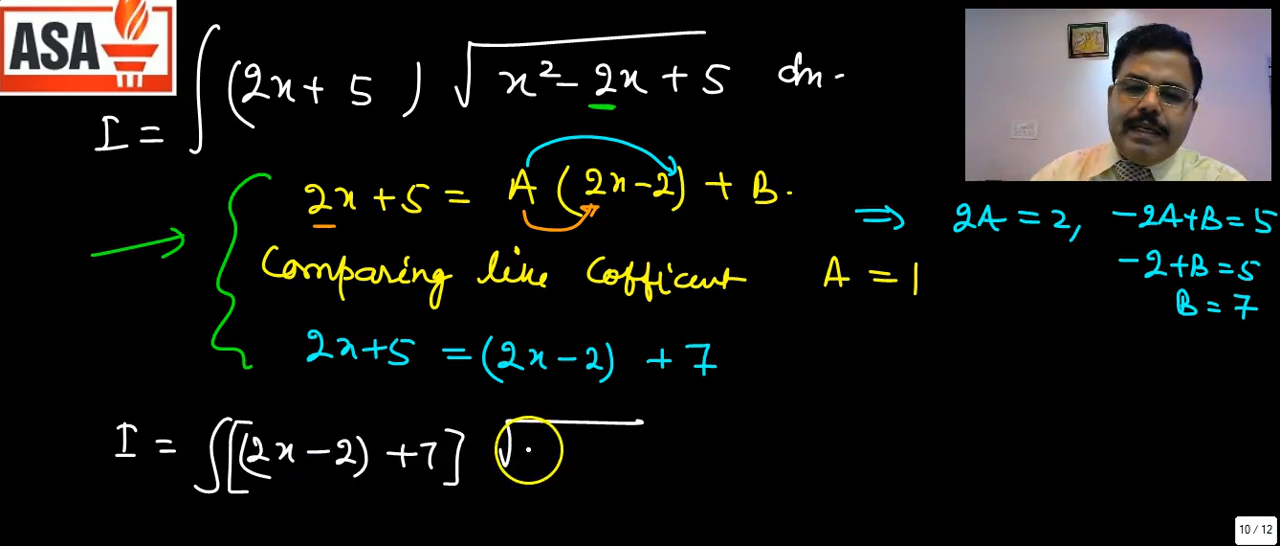 ASA
I = ∫ (2x + 5) √x² - 2x + 5 dx.
2x + 5 = A (2x - 2) + B.
⇒ 2A = 2, -2A + B = 5
Comparing like Cofficent A = 1
-2 + B = 5
B = 7
2x + 5 = (2x - 2) + 7
I = ∫ [(2x - 2) + 7] √
10 / 12